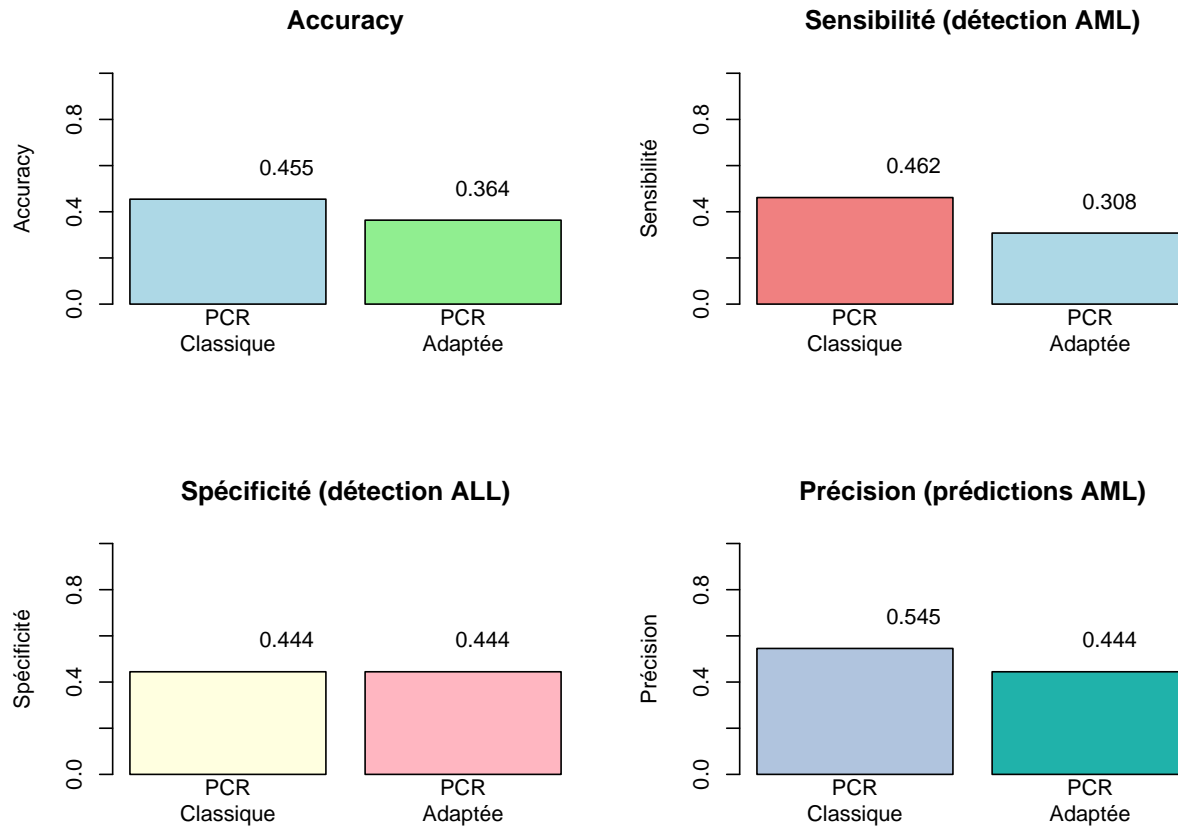 Accuracy
Accuracy
0.0
0.4
0.8
0.455
0.364
PCR
Classique
PCR
Adaptée
Sensibilité (détection AML)
Sensibilité
0.0
0.4
0.8
0.462
0.308
PCR
Classique
PCR
Adaptée
Spécificité (détection ALL)
Spécificité
0.0
0.4
0.8
0.444
0.444
PCR
Classique
PCR
Adaptée
Précision (prédictions AML)
Précision
0.0
0.4
0.8
0.545
0.444
PCR
Classique
PCR
Adaptée